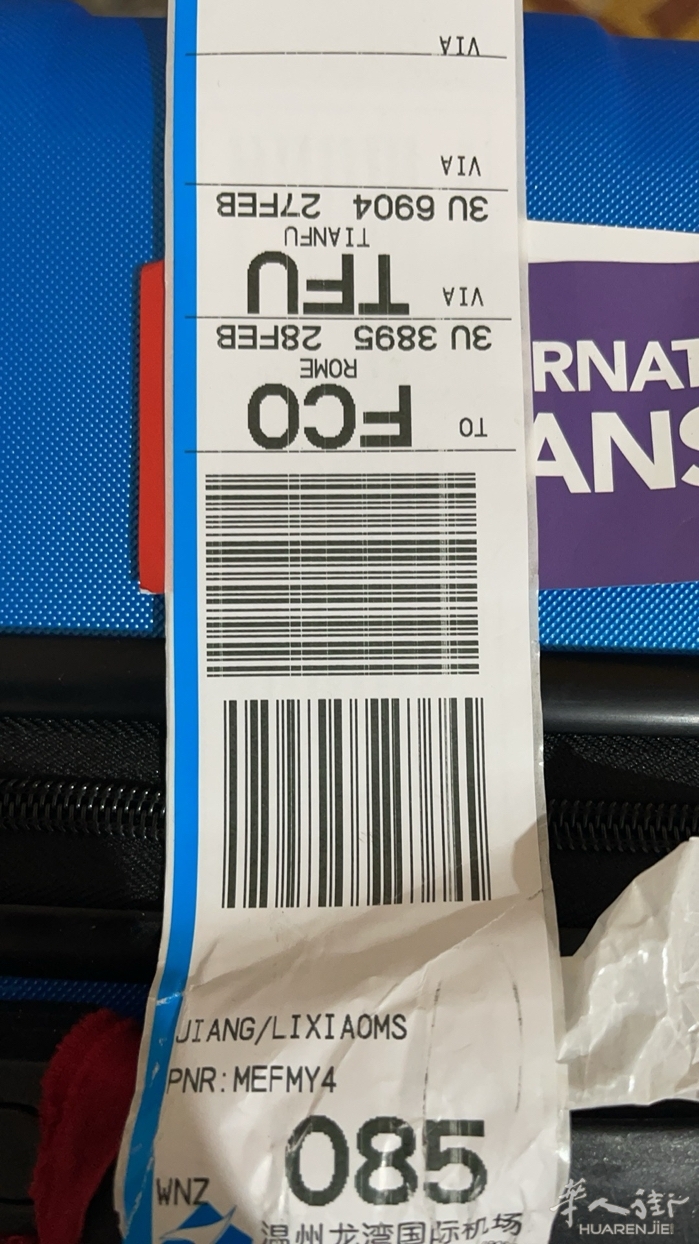 VIA
VIA
3U 6904 27FEB
TIANFU
VIA TFU
3U 3895 28FEB
ROME
TO FCO
RNAT
ANS
JIANG/LIXIAOMS
PNR:MEFMY4
085
WNZ
温州龙湾国际机场
華人街
HUARENJIE